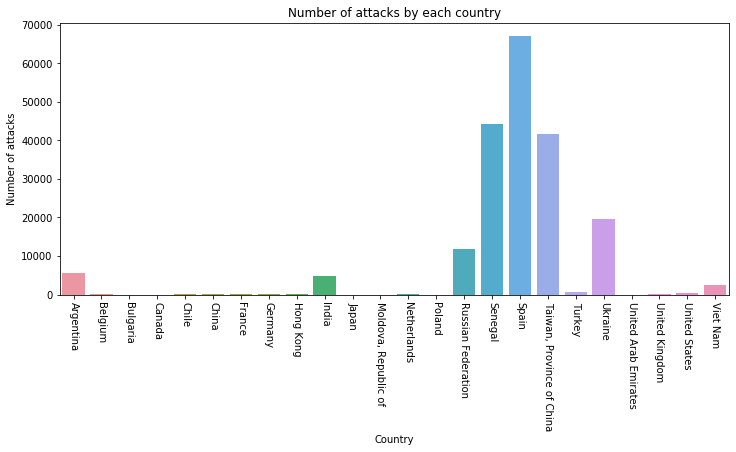 Number of attacks by each country
Number of attacks
70000
60000
50000
40000
30000
20000
10000
0
Argentina
Belgium
Bulgaria
Canada
Chile
China
France
Germany
Hong Kong
India
Japan
Moldova, Republic of
Netherlands
Poland
Russian Federation
Senegal
Spain
Taiwan, Province of China
Turkey
Ukraine
United Arab Emirates
United Kingdom
United States
Viet Nam
Country